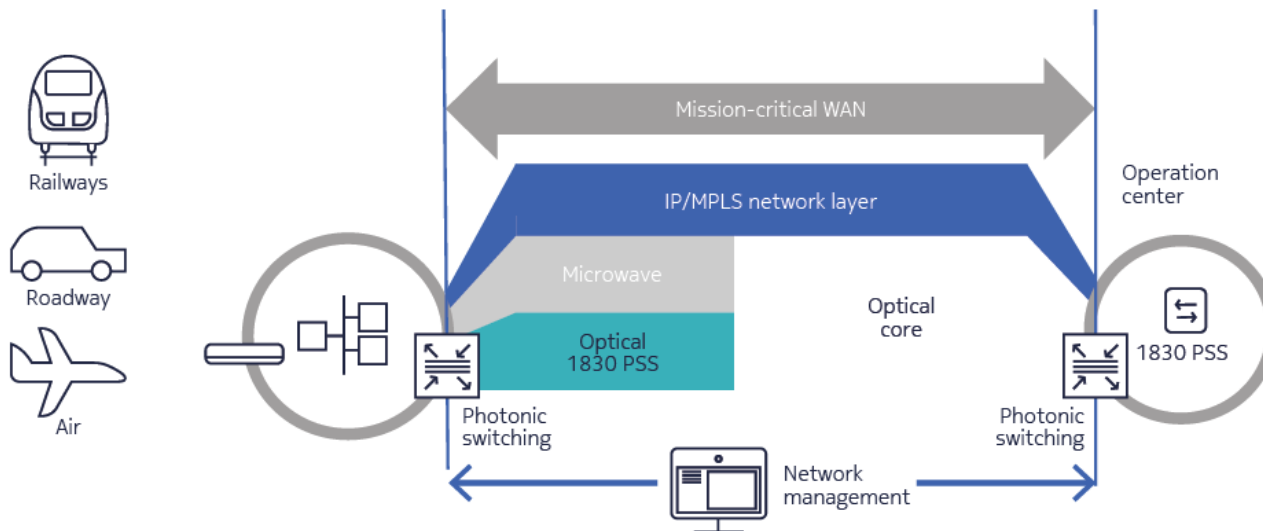 Mission-critical WAN
Railways
IP/MPLS network layer
Operation
center
Roadway
Microwave
Optical
core
Optical
1830 PSS
1830 PSS
Air
Photonic
switching
Photonic
switching
Network
management